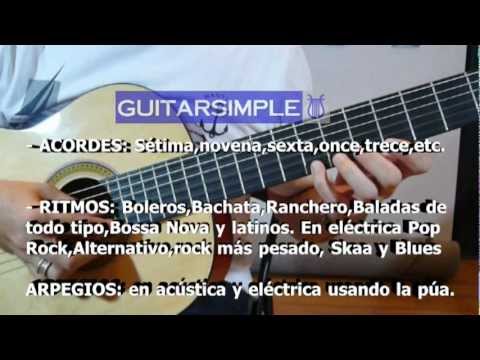 GUITARSIMPLE
- ACORDES: Sétima,novena,sexta,once,trece,etc.
- RITMOS: Boleros,Bachata,Ranchero,Baladas de
todo tipo,Bossa Nova y latinos. En eléctrica Pop
Rock,Alternativo,rock más pesado, Skaa y Blues
ARPEGIOS: en acústica y eléctrica usando la púa.